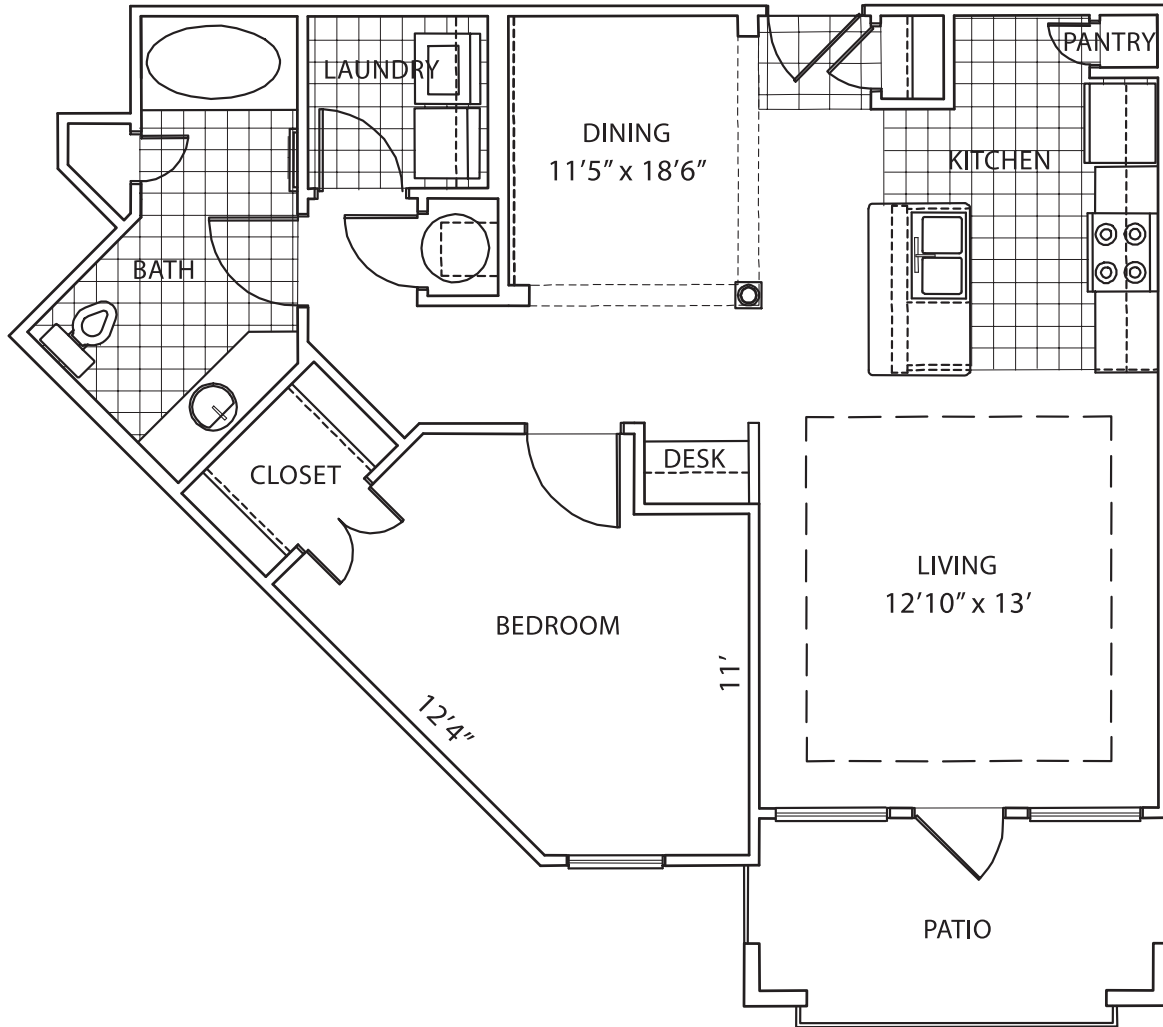 PANTRY
LAUNDRY
DINING
11’5” x 18’6”
KITCHEN
BATH
DESK
CLOSET
LIVING
12’10” x 13’
BEDROOM
11’
12’4”
PATIO